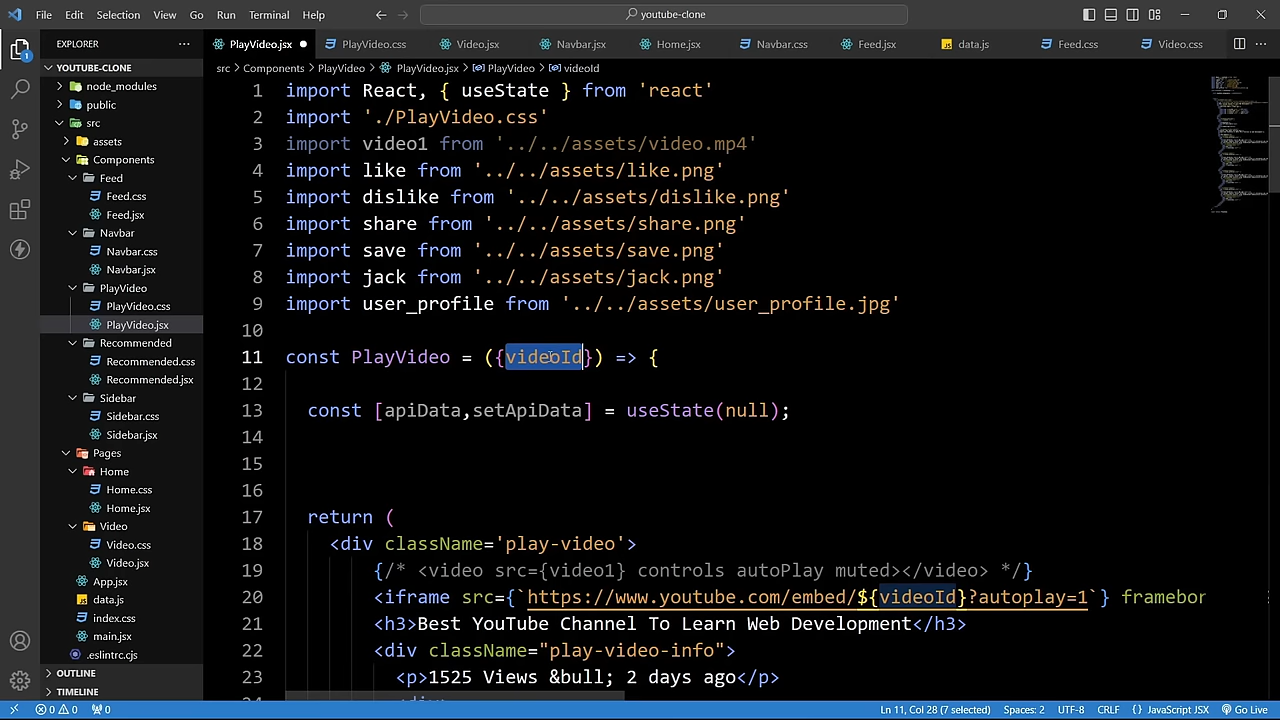 File Edit Selection View Go Run Terminal Help
youtube-clone
EXPLORER
YOUTUBE-CLONE
node_modules
public
src
assets
Components
Feed
Feed.css
Feed.jsx
Navbar
Navbar.css
Navbar.jsx
PlayVideo
PlayVideo.css
PlayVideo.jsx
Recommended
Recommended.css
Recommended.jsx
Sidebar
Sidebar.css
Sidebar.jsx
Pages
Home
Home.css
Home.jsx
Video
Video.css
Video.jsx
App.jsx
data.js
index.css
main.jsx
.eslintrc.cjs
OUTLINE
TIMELINE
PlayVideo.jsx PlayVideo.css Video.jsx Navbar.jsx Home.jsx Navbar.css Feed.jsx data.js Feed.css Video.css
src > Components > PlayVideo > PlayVideo.jsx > PlayVideo > videoId
1 import React, { useState } from 'react'
2 import './PlayVideo.css'
3 import video1 from '../../assets/video.mp4'
4 import like from '../../assets/like.png'
5 import dislike from '../../assets/dislike.png
6 import share from '../../assets/share.png'
7 import save from '../../assets/save.png'
8 import jack from '../../assets/jack.png'
9 import user_profile from '../../assets/user_profile.jpg'
10
11 const PlayVideo = ({videoId}) => {
12
13 const [apiData,setApiData] = useState(null);
14
15
16
17 return (
18 <div className='play-video'>
19 {/* <video src={video1} controls autoPlay muted></video> */}
20 <iframe src={`https://www.youtube.com/embed/${videoId}?autoplay=1`} framebor
21 <h3>Best YouTube Channel To Learn Web Development</h3>
22 <div className="play-video-info">
23 <p>1525 Views &bull; 2 days ago</p>
24 <div
0 0 0 Ln 11, Col 28 (7 selected) Spaces: 2 UTF-8 CRLF {} JavaScript JSX Go Live